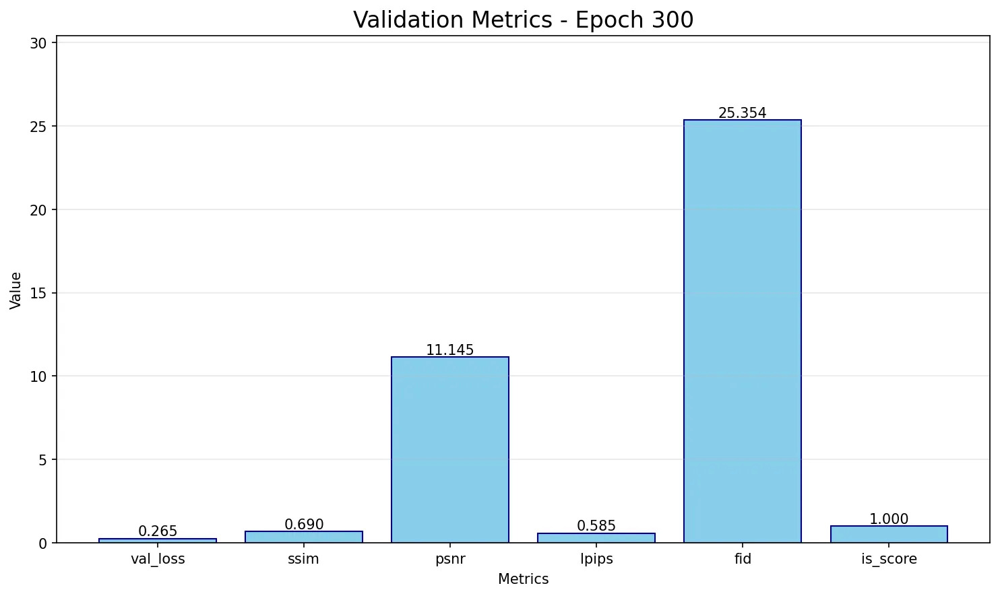 Validation Metrics - Epoch 300
30
25
20
15
10
5
0
Value
0.265
0.690
11.145
0.585
25.354
1.000
val_loss
ssim
psnr
lpips
fid
is_score
Metrics